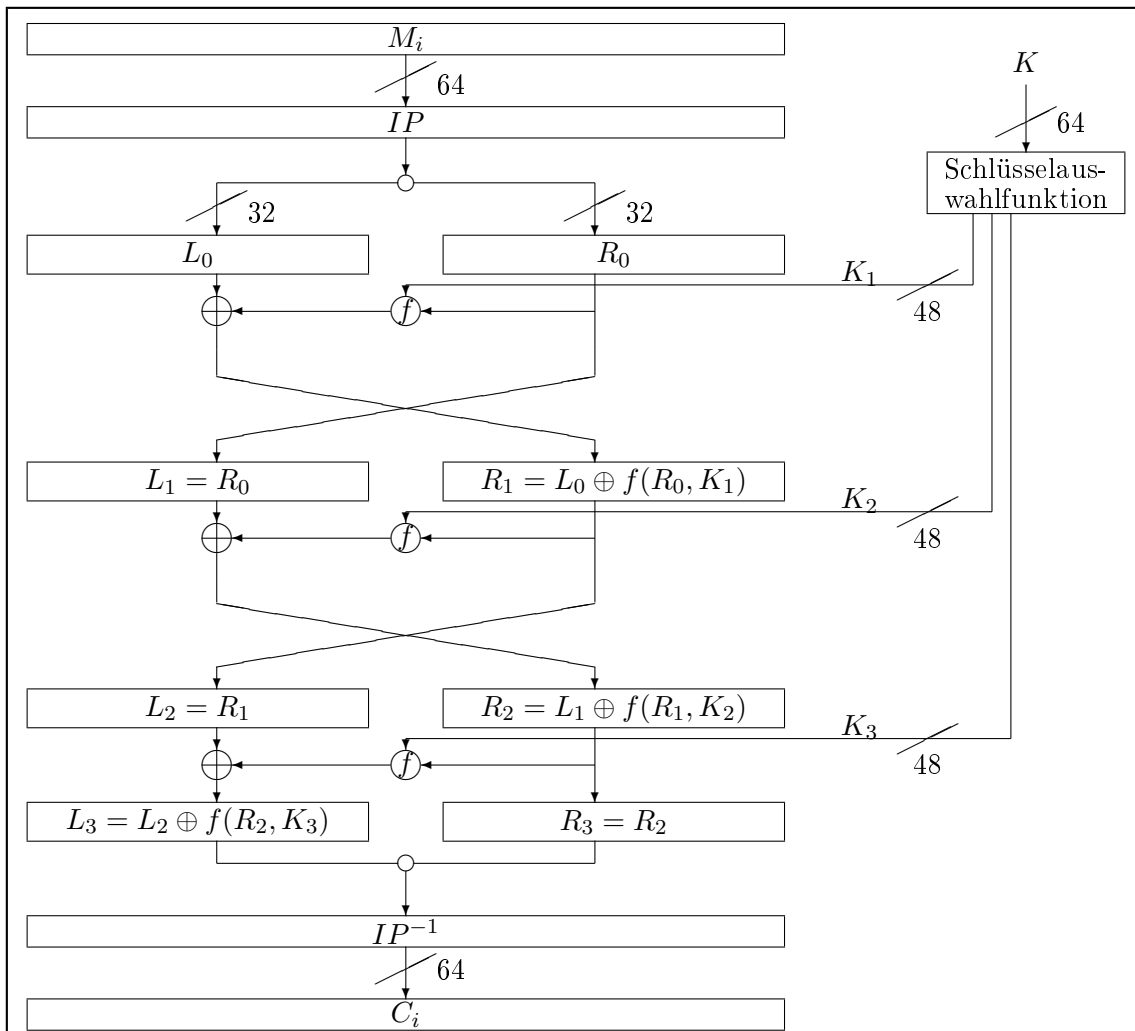 M_i
64
K
IP
64
Schlüsselaus-
wahlfunktion
32
32
L_0
R_0
K_1
48
f
L_1 = R_0
R_1 = L_0 ⊕ f(R_0, K_1)
K_2
48
f
L_2 = R_1
R_2 = L_1 ⊕ f(R_1, K_2)
K_3
48
f
L_3 = L_2 ⊕ f(R_2, K_3)
R_3 = R_2
IP^{-1}
64
C_i